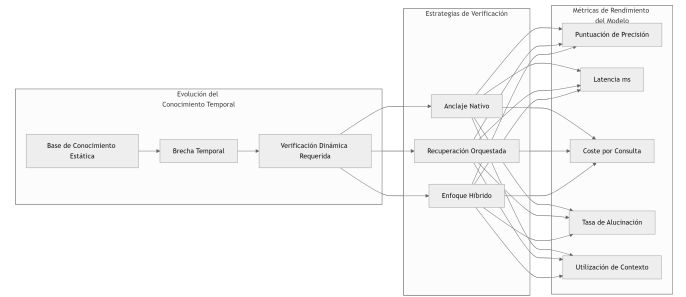 Evolución del
Conocimiento Temporal
Base de Conocimiento
Estática
Brecha Temporal
Verificación Dinámica
Requerida
Estrategias de Verificación
Anclaje Nativo
Recuperación Orquestada
Enfoque Híbrido
Métricas de Rendimiento
del Modelo
Puntuación de Precisión
Latencia ms
Coste por Consulta
Tasa de Alucinación
Utilización de Contexto